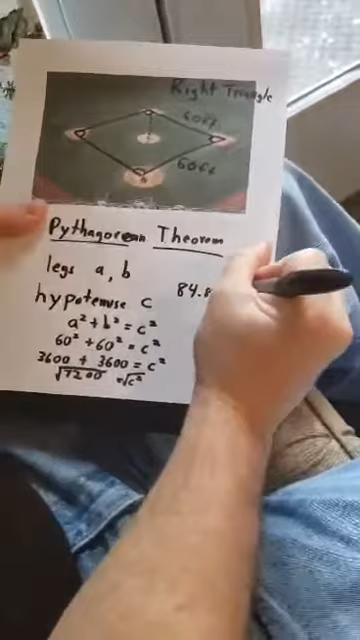 Right Triangle
60ft
60ft
Pythagorean Theorem
legs a, b
hypotenuse c
84.8
a² + b² = c²
60² + 60² = c²
3600 + 3600 = c²
√7200 = √c²